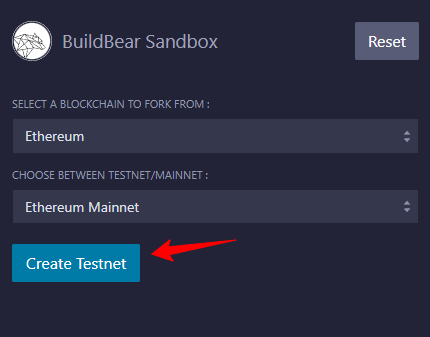 BuildBear Sandbox
Reset
SELECT A BLOCKCHAIN TO FORK FROM :
Ethereum
CHOOSE BETWEEN TESTNET/MAINNET :
Ethereum Mainnet
Create Testnet